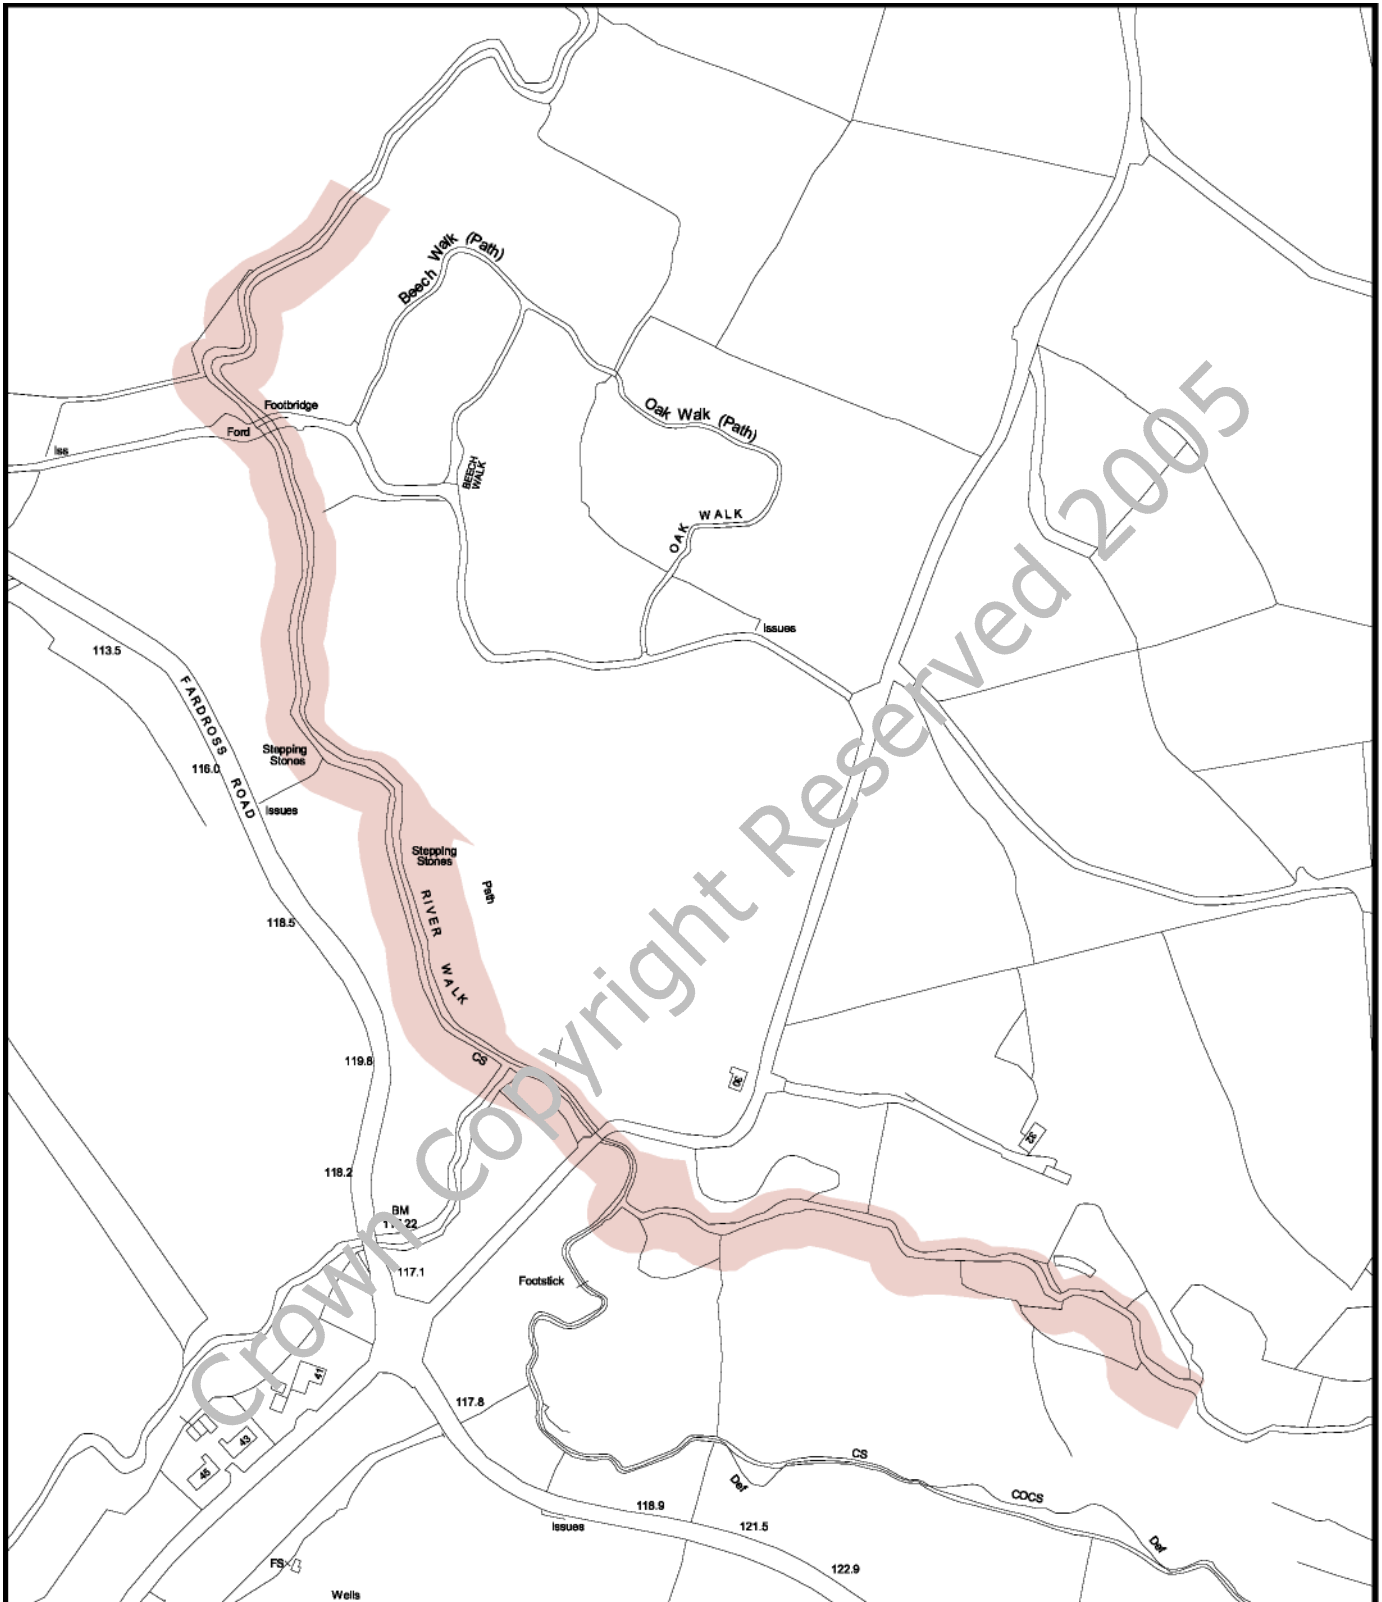 Beech Walk (Path)
Footbridge
Ford
Iss
Oak Walk (Path)
BEECH
WALK
OAK WALK
Issues
113.5
FARDROSS ROAD
116.0
Stepping
Stones
Issues
Stepping
Stones
Path
RIVER WALK
118.5
CS
119.8
30
32
118.2
BM
117.1
Footstick
41
117.8
43
45
CS
Def
COCS
118.9
Issues
121.5
Def
FS
122.9
Wells
Crown Copyright Reserved 2005